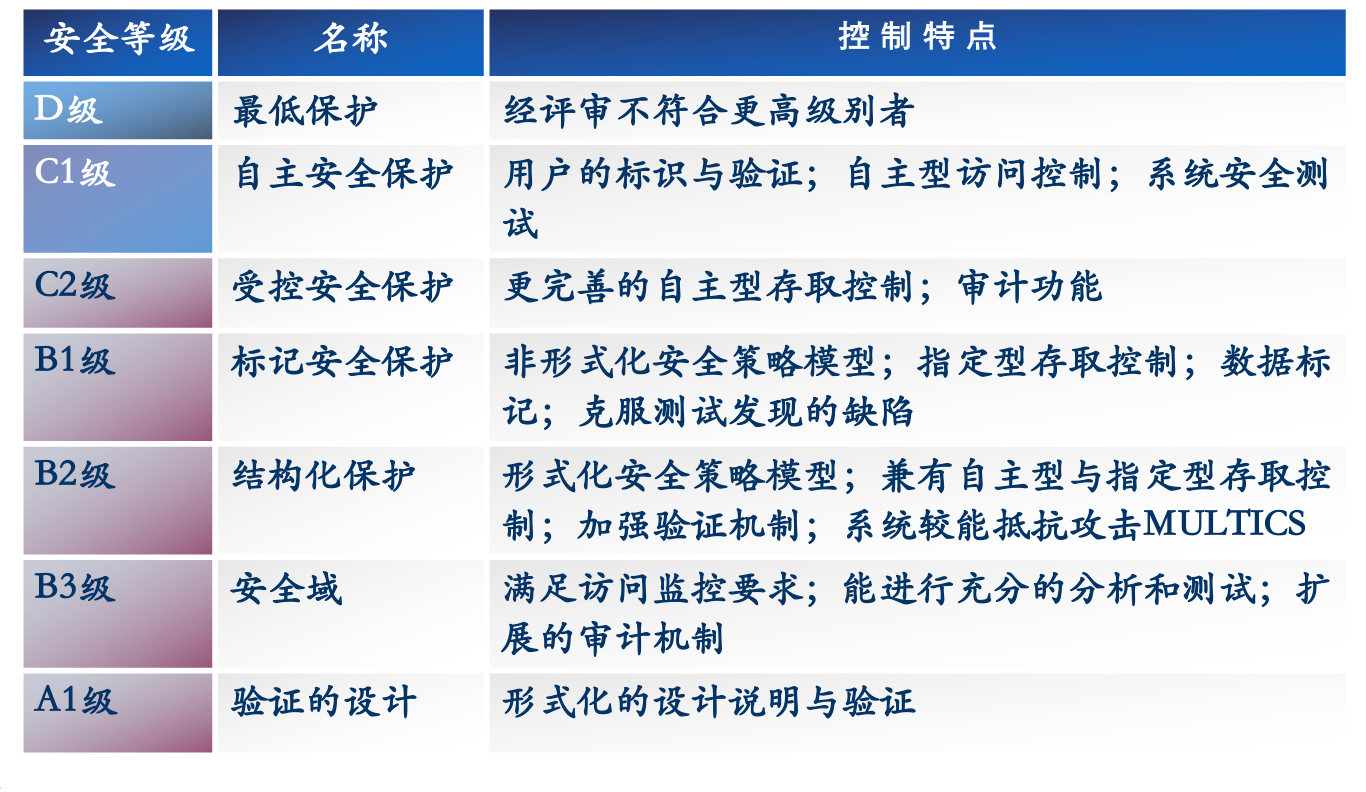 安全等级 名称 控制特点
D级 最低保护 经评审不符合更高级别者
C1级 自主安全保护 用户的标识与验证；自主型访问控制；系统安全测
试
C2级 受控安全保护 更完善的自主型存取控制；审计功能
B1级 标记安全保护 非形式化安全策略模型；指定型存取控制；数据标
记；克服测试发现的缺陷
B2级 结构化保护 形式化安全策略模型；兼有自主型与指定型存取控
制；加强验证机制；系统较能抵抗攻击MULTICS
B3级 安全域 满足访问监控要求；能进行充分的分析和测试；扩
展的审计机制
A1级 验证的设计 形式化的设计说明与验证